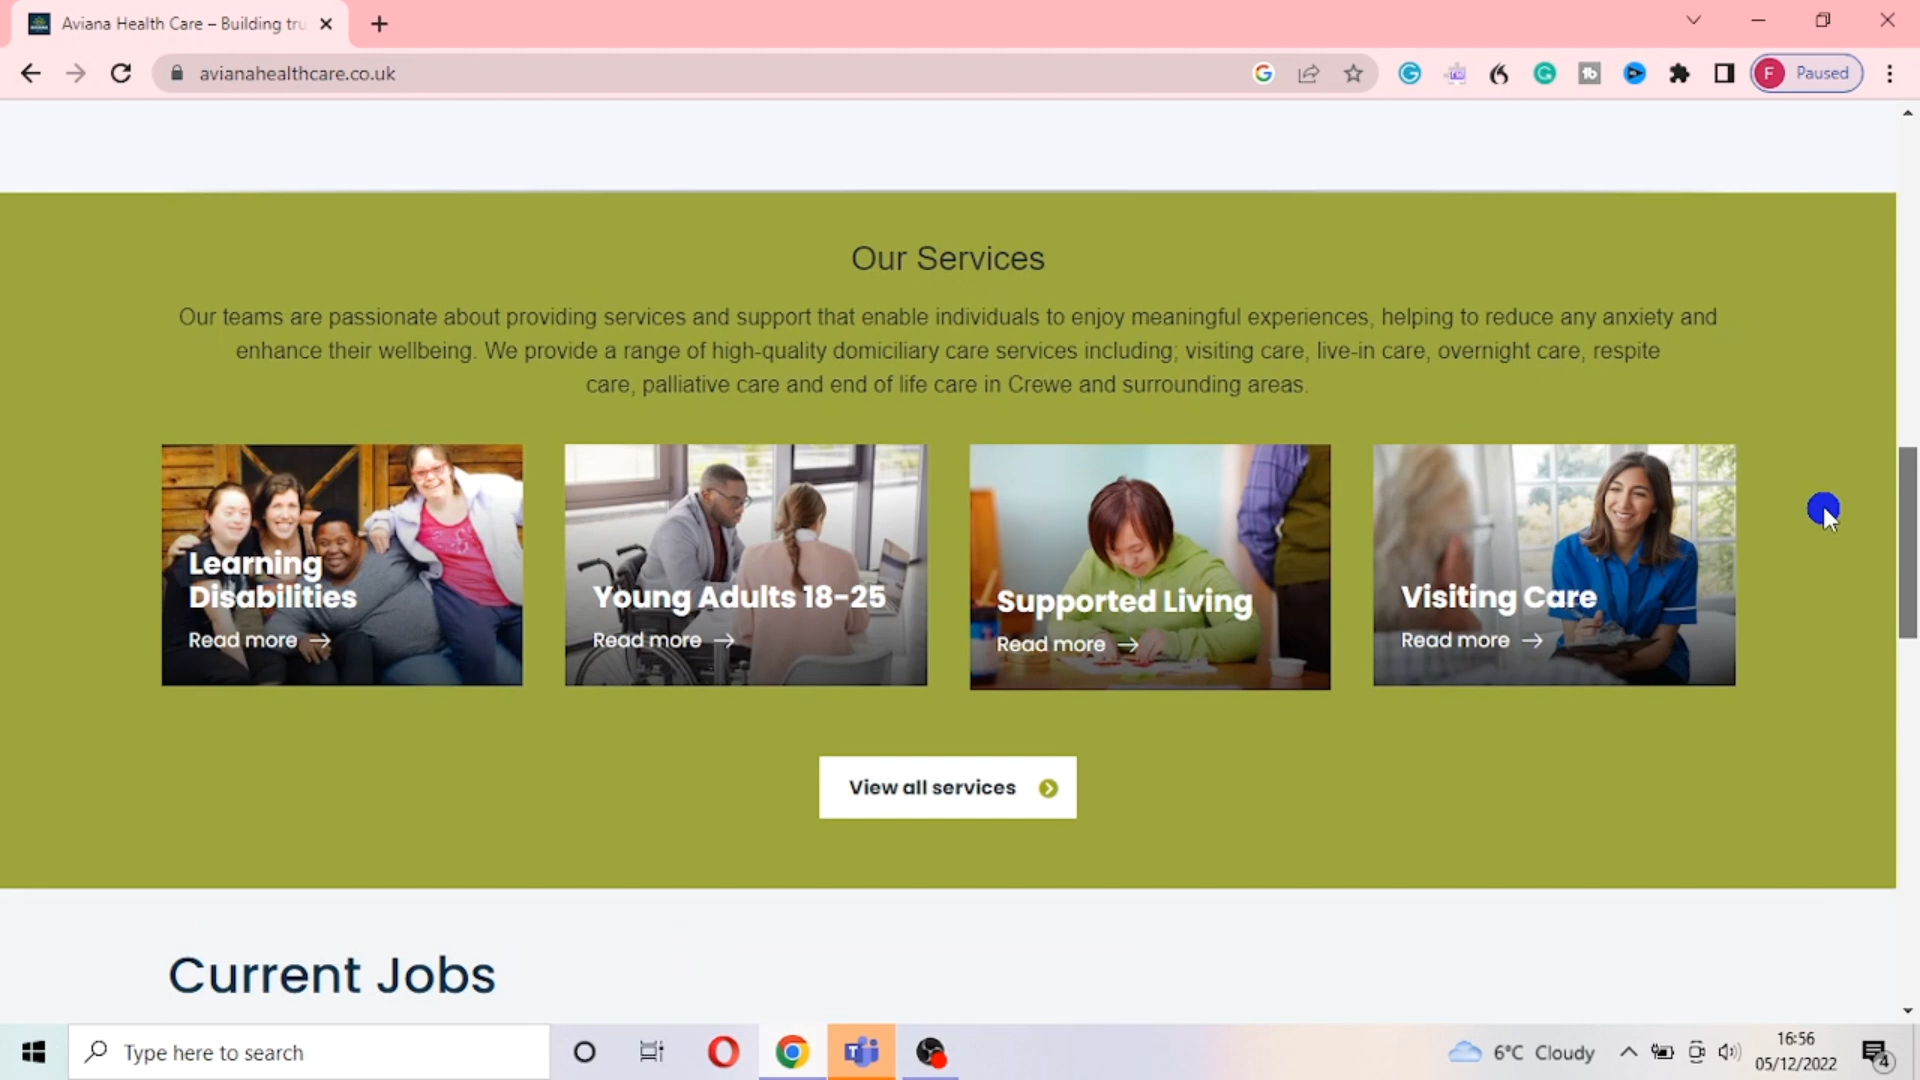 Aviana Health Care – Building tru
avianahealthcare.co.uk
F Paused
Our Services
Our teams are passionate about providing services and support that enable individuals to enjoy meaningful experiences, helping to reduce any anxiety and
enhance their wellbeing. We provide a range of high-quality domiciliary care services including; visiting care, live-in care, overnight care, respite
care, palliative care and end of life care in Crewe and surrounding areas.
Learning
Disabilities
Read more
Young Adults 18-25
Read more
Supported Living
Read more
Visiting Care
Read more
View all services
Current Jobs
Type here to search
6°C Cloudy
16:56
05/12/2022
4